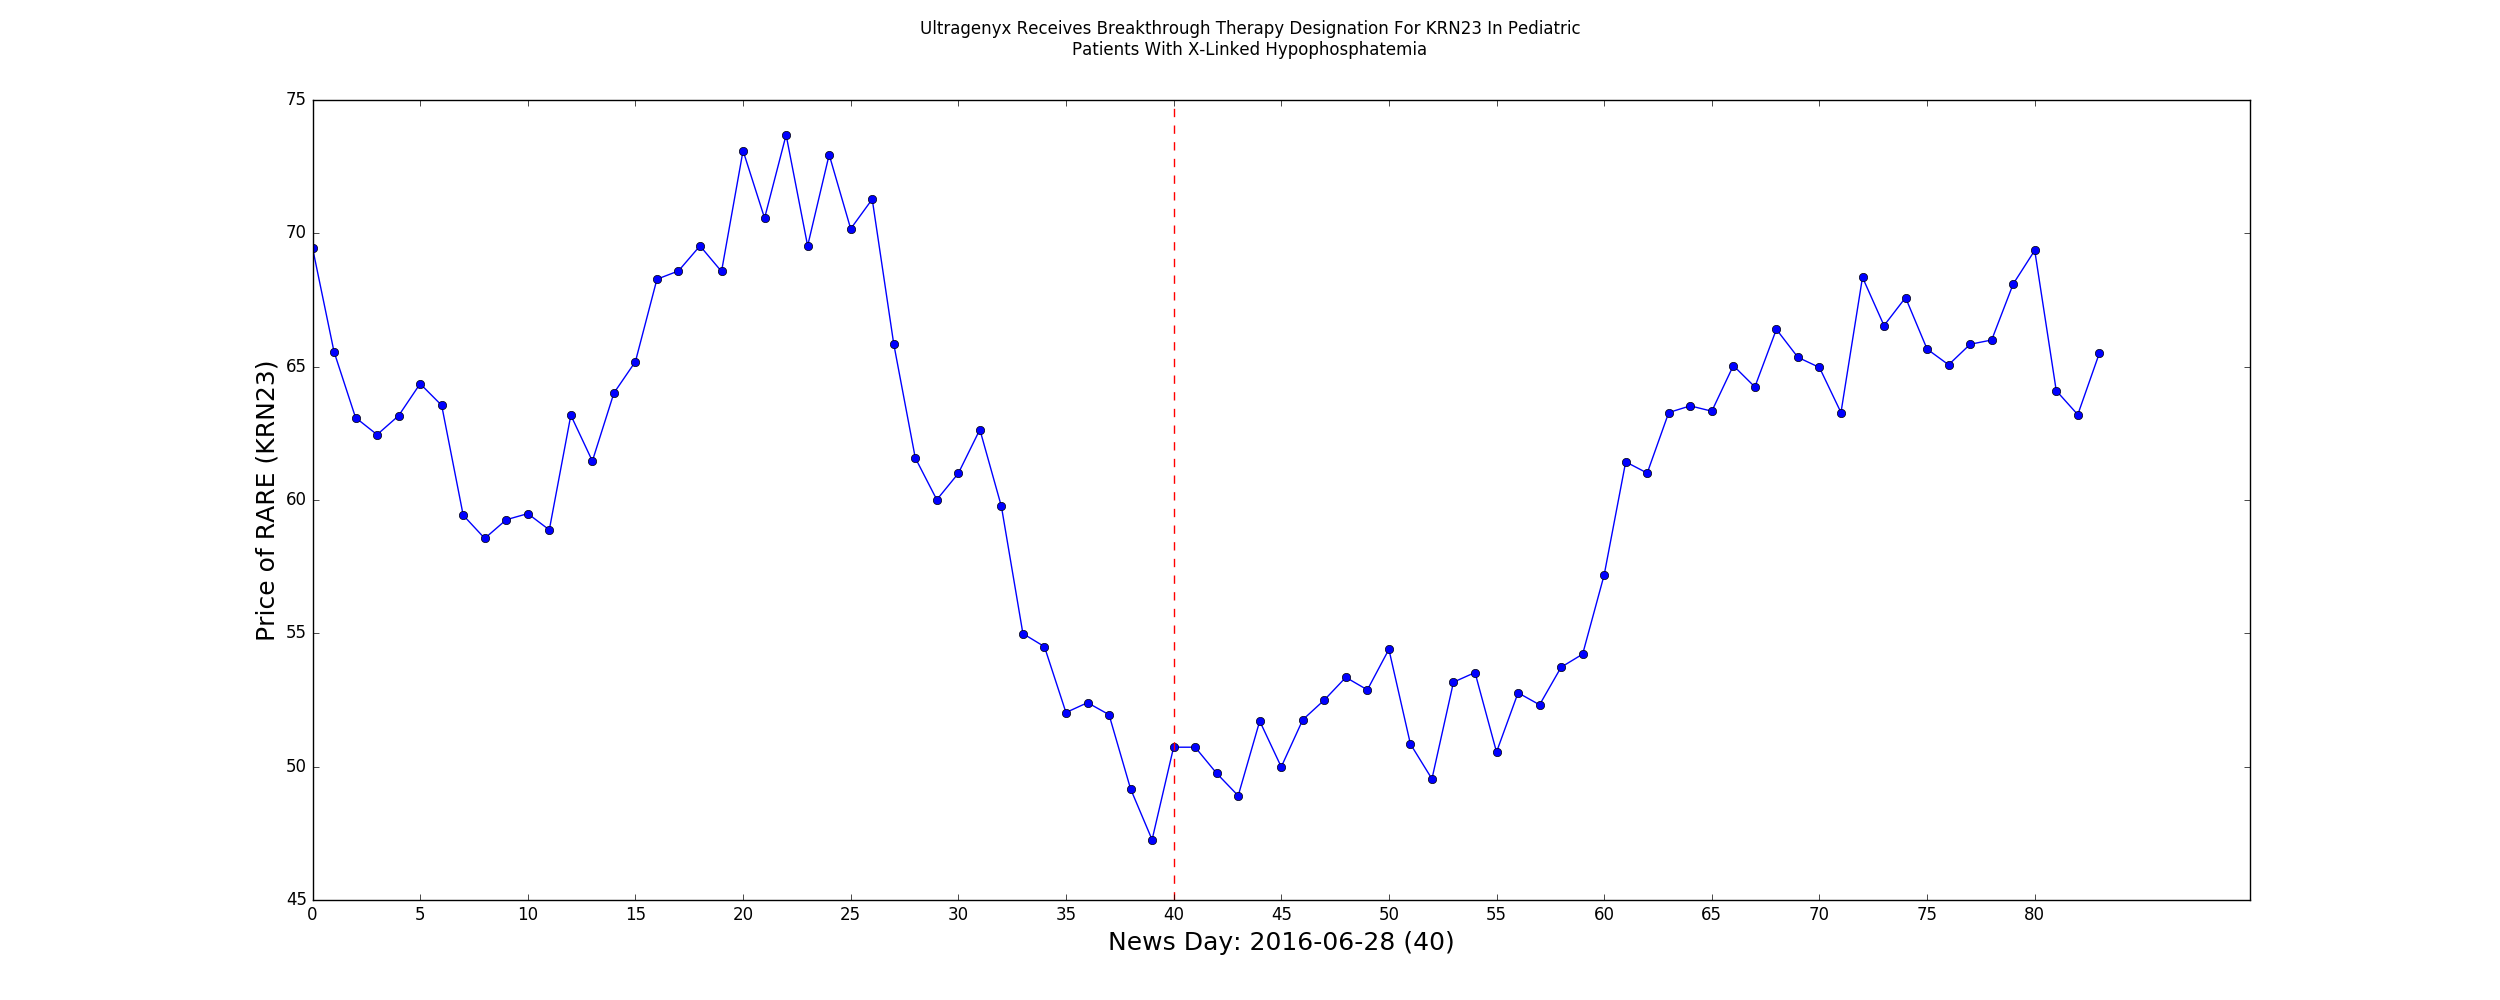 Ultragenyx Receives Breakthrough Therapy Designation For KRN23 In Pediatric
Patients With X-Linked Hypophosphatemia
Price of RARE (KRN23)
75
70
65
60
55
50
45
0 5 10 15 20 25 30 35 40 45 50 55 60 65 70 75 80
News Day: 2016-06-28 (40)